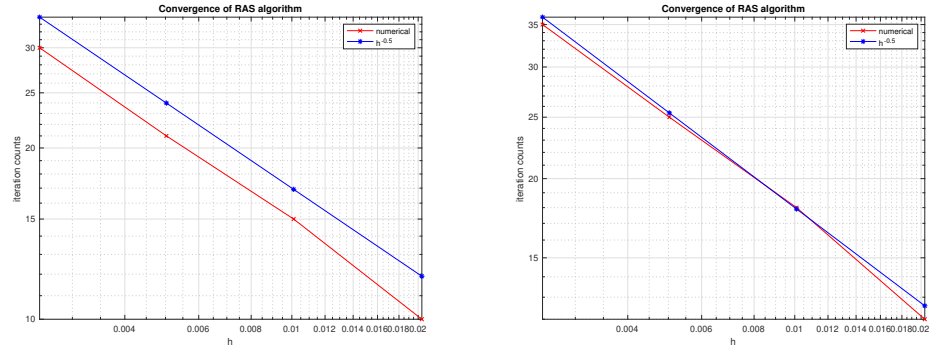 Convergence of RAS algorithm
numerical
h-0.5
30
25
20
15
10
iteration counts
0.004
0.006
0.008
0.01
0.012
0.014
0.016
0.018
0.02
h
Convergence of RAS algorithm
numerical
h-0.5
35
30
25
20
15
iteration counts
0.004
0.006
0.008
0.01
0.012
0.014
0.016
0.018
0.02
h